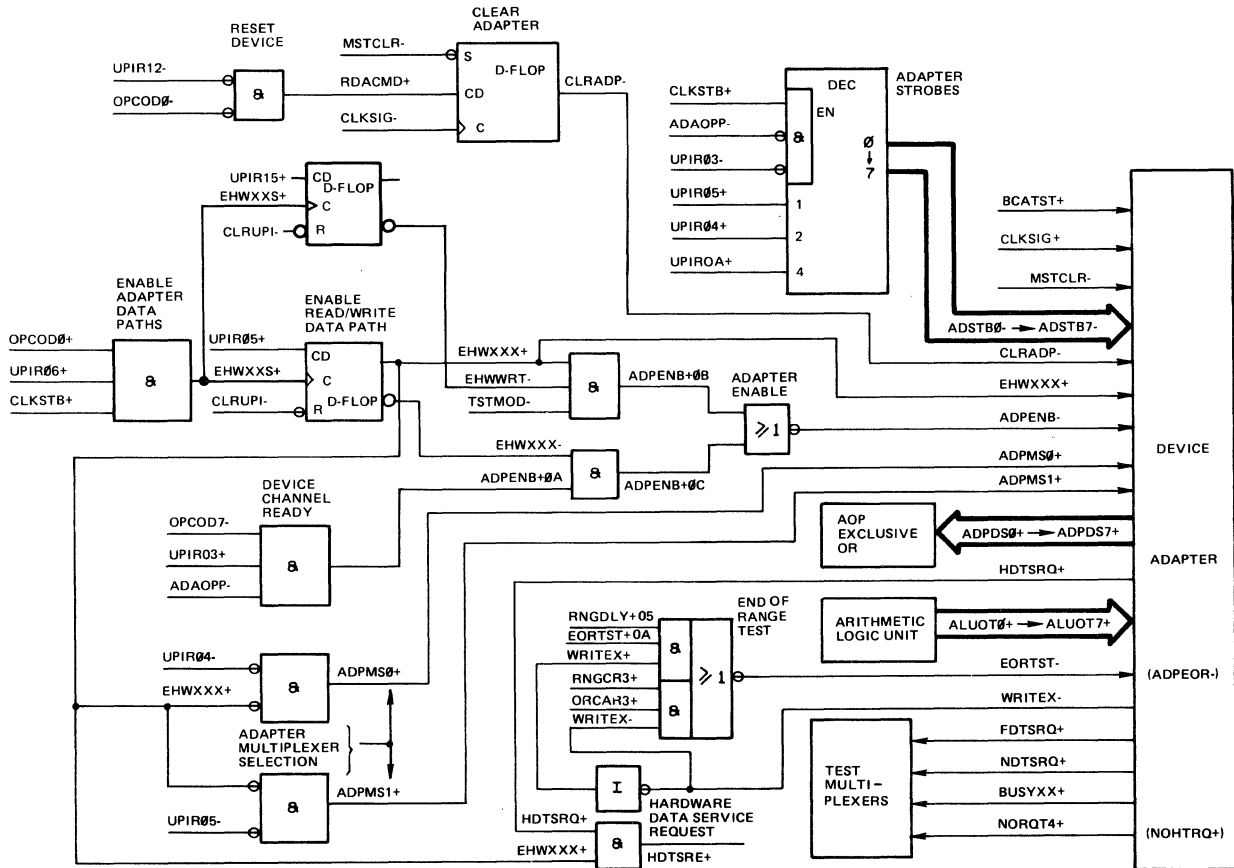 RESET
DEVICE
UPIR12-
OPCODØ-
&
RDACMD+
CLEAR
ADAPTER
MSTCLR-
S
D-FLOP
CD
CLKSIG-
C
CLRADP-
ADAPTER
STROBES
DEC
CLKSTB+
EN
ADAOPP-
&
UPIRØ3-
Ø
7
UPIRØ5+
1
UPIRØ4+
2
UPIROA+
4
UPIR15+
CD
D-FLOP
EHWXXS+
C
CLRUPI-
R
ENABLE
ADAPTER
DATA
PATHS
OPCODØ+
UPIRØ6+
&
CLKSTB+
EHWXXS+
ENABLE
READ/WRITE
DATA PATH
UPIRØ5+
CD
C
CLRUPI-
R
D-FLOP
EHWXXX+
EHWWRT-
TSTMOD-
&
ADPENB+ØB
ADAPTER
ENABLE
≥1
EHWXXX-
ADPENB+ØA
&
ADPENB+ØC
DEVICE
CHANNEL
READY
OPCOD7-
UPIRØ3+
&
ADAOPP-
UPIRØ4-
EHWXXX+
&
ADPMSØ+
ADAPTER
MULTIPLEXER
SELECTION
UPIRØ5-
&
ADPMS1+
RNGDLY+05
EORTST+0A
WRITEX+
&
RNGCR3+
ORCAH3+
WRITEX-
&
≥1
END OF
RANGE
TEST
I
HARDWARE
DATA SERVICE
REQUEST
HDTSRQ+
EHWXXX+
&
HDTSRE+
BCATST+
CLKSIG+
MSTCLR-
ADSTBØ- → ADSTB7-
CLRADP-
EHWXXX+
ADPENB-
ADPMSØ+
ADPMS1+
AOP
EXCLUSIVE
OR
ADPDSØ+ → ADPDS7+
HDTSRQ+
ARITHMETIC
LOGIC UNIT
ALUOTØ+ → ALUOT7+
EORTST-
WRITEX-
TEST
MULTI-
PLEXERS
FDTSRQ+
NDTSRQ+
BUSYXX+
NORQT4+
DEVICE
ADAPTER
(ADPEOR-)
(NOHTRQ+)